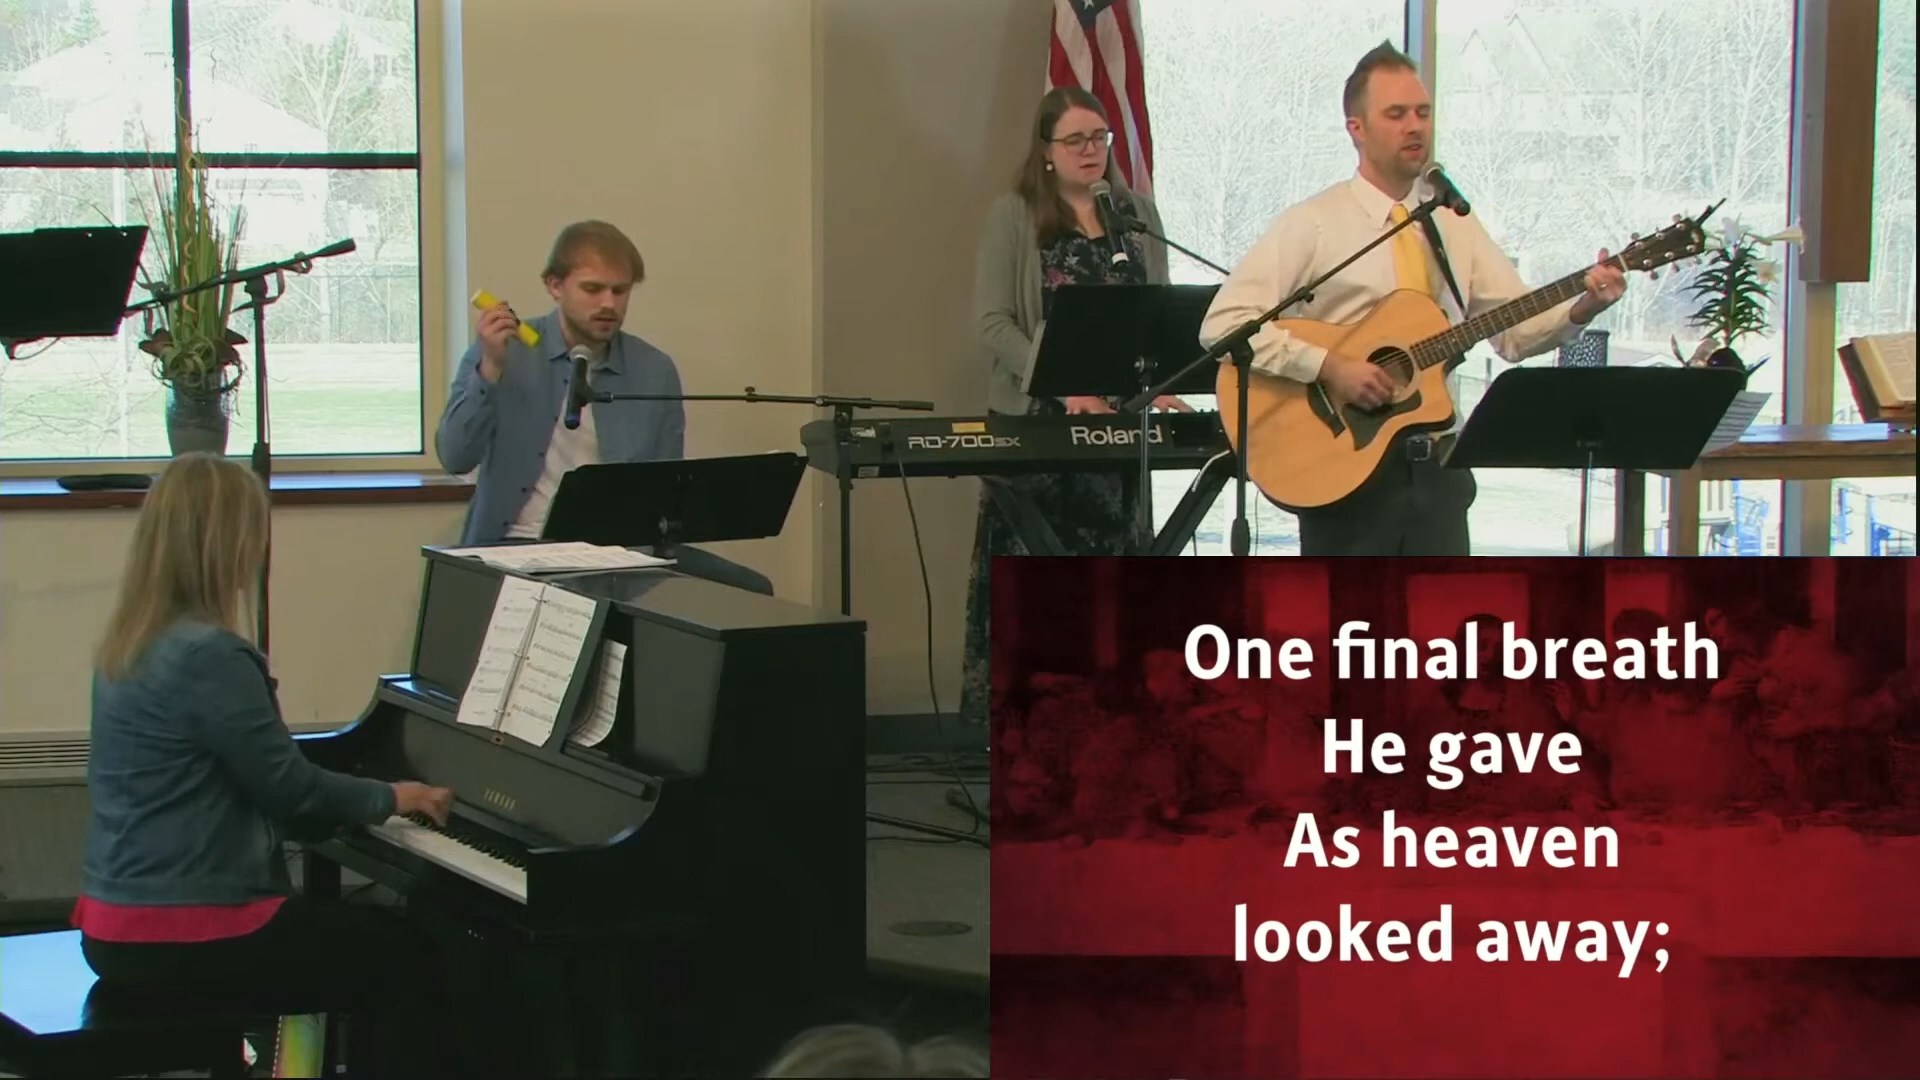 RD-700SX Roland
YAMAHA
One final breath
He gave
As heaven
looked away;